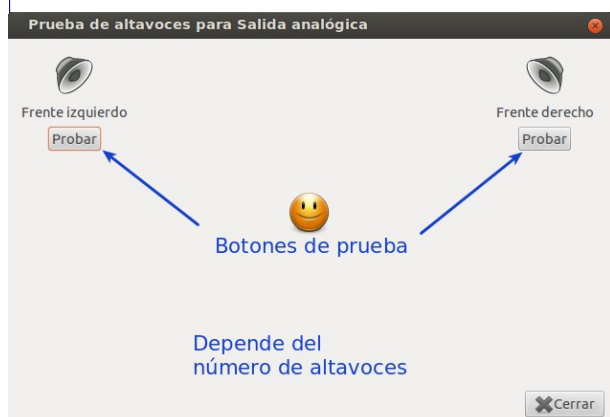 Prueba de altavoces para Salida analógica
Frente izquierdo
Frente derecho
Probar
Probar
Botones de prueba
Depende del
número de altavoces
Cerrar